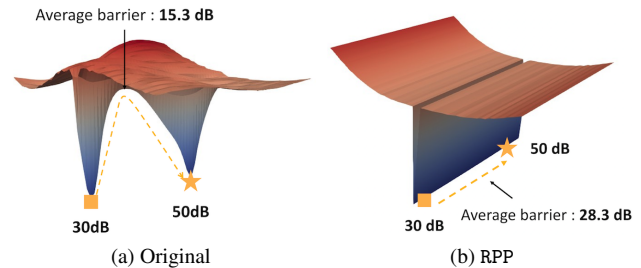 Average barrier : 15.3 dB
30dB
50dB
(a) Original
50 dB
30 dB
Average barrier : 28.3 dB
(b) RPP